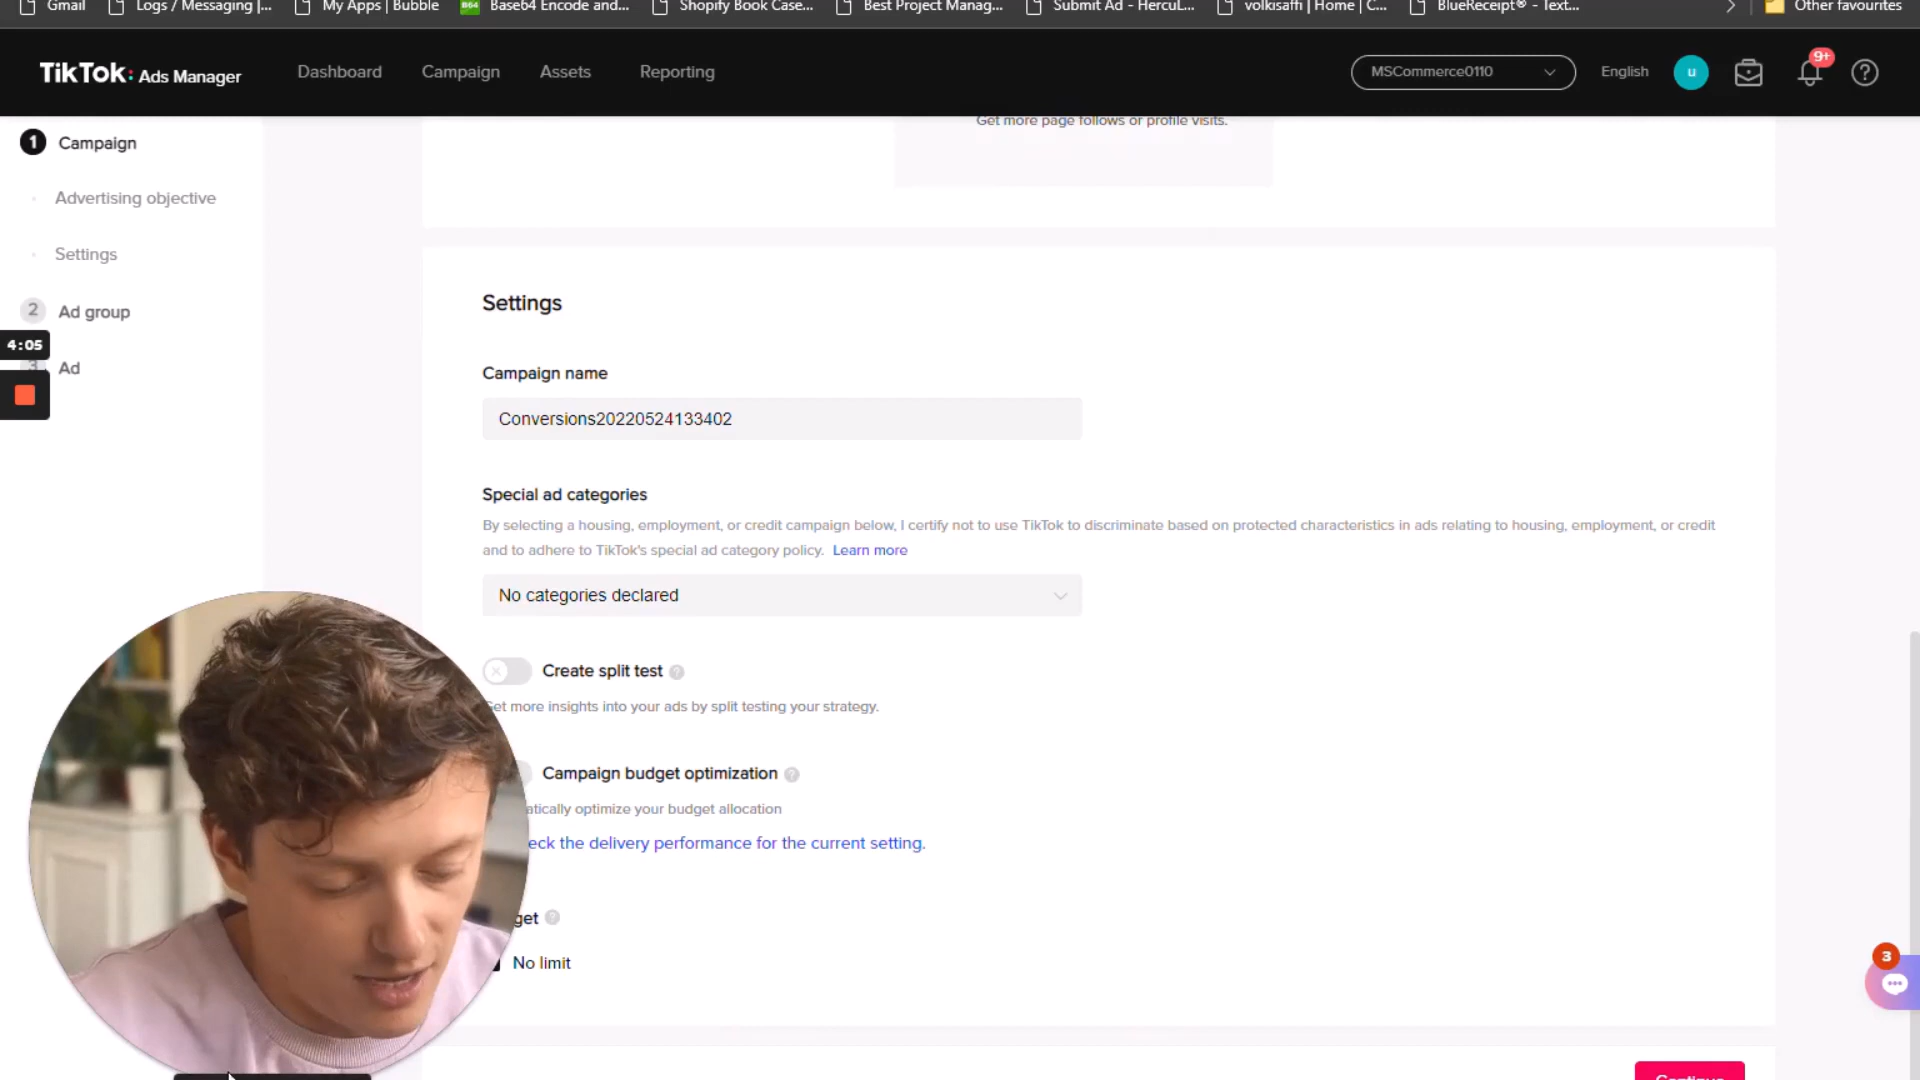 Gmail Logs / Messaging |... My Apps | Bubble B64 Base64 Encode and... Shopify Book Case... Best Project Manag... Submit Ad - HercuL... volkisaffi | Home | C... BlueReceipt® - Text... Other favourites
TikTok: Ads Manager Dashboard Campaign Assets Reporting MSCommerce0110 English u 9+
Get more page follows or profile visits.
1 Campaign
Advertising objective
Settings
2 Ad group
4:05
3 Ad
Settings
Campaign name
Conversions20220524133402
Special ad categories
By selecting a housing, employment, or credit campaign below, I certify not to use TikTok to discriminate based on protected characteristics in ads relating to housing, employment, or credit
and to adhere to TikTok's special ad category policy. Learn more
No categories declared
Create split test ?
Get more insights into your ads by split testing your strategy.
Campaign budget optimization ?
atically optimize your budget allocation
eck the delivery performance for the current setting.
get ?
No limit
3
Continue